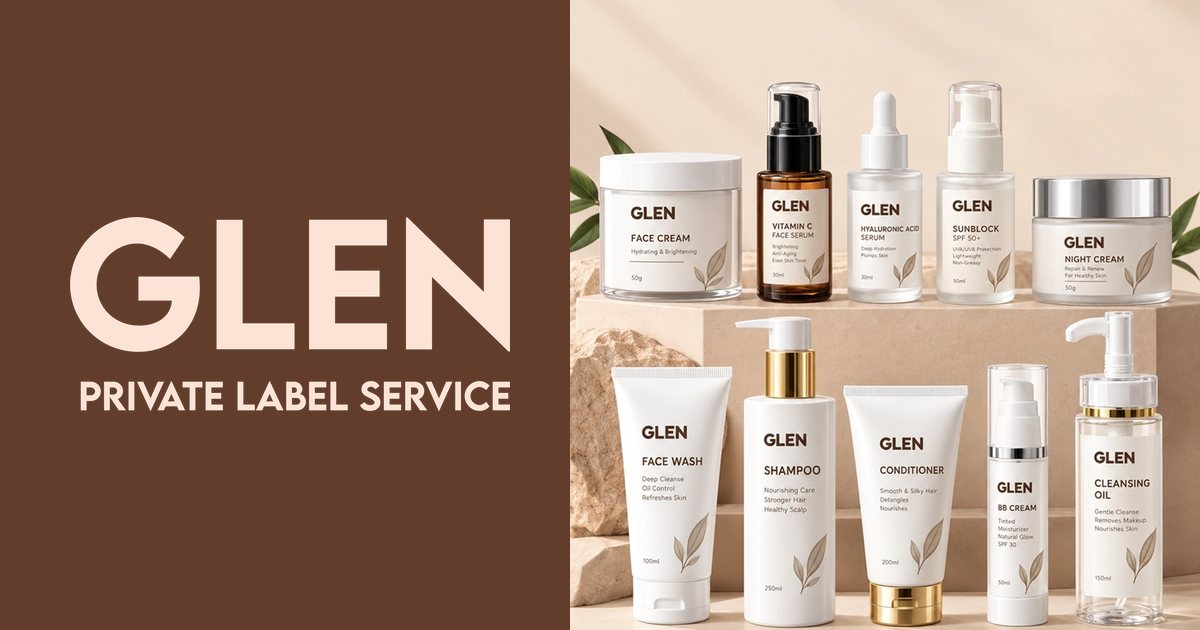 GLEN
PRIVATE LABEL SERVICE
GLEN
FACE CREAM
Hydrating & Brightening
50g
GLEN
VITAMIN C
FACE SERUM
Brightening
Anti-Aging
Even Skin Tone
30ml
GLEN
HYALURONIC ACID
SERUM
Deep Hydration
Plumps Skin
30ml
GLEN
SUNBLOCK
SPF 50+
UVA/UVB Protection
Lightweight
Non-Greasy
50ml
GLEN
NIGHT CREAM
Repair & Renew
For Healthy Skin
50g
GLEN
FACE WASH
Deep Cleanse
Oil Control
Refreshes Skin
100ml
GLEN
SHAMPOO
Nourishing Care
Stronger Hair
Healthy Scalp
250ml
GLEN
CONDITIONER
Smooth & Silky Hair
Detangles
Nourishes
200ml
GLEN
BB CREAM
Tinted
Moisturizer
Natural Glow
SPF 30
50ml
GLEN
CLEANSING
OIL
Gentle Cleanse
Removes Makeup
Nourishes Skin
150ml